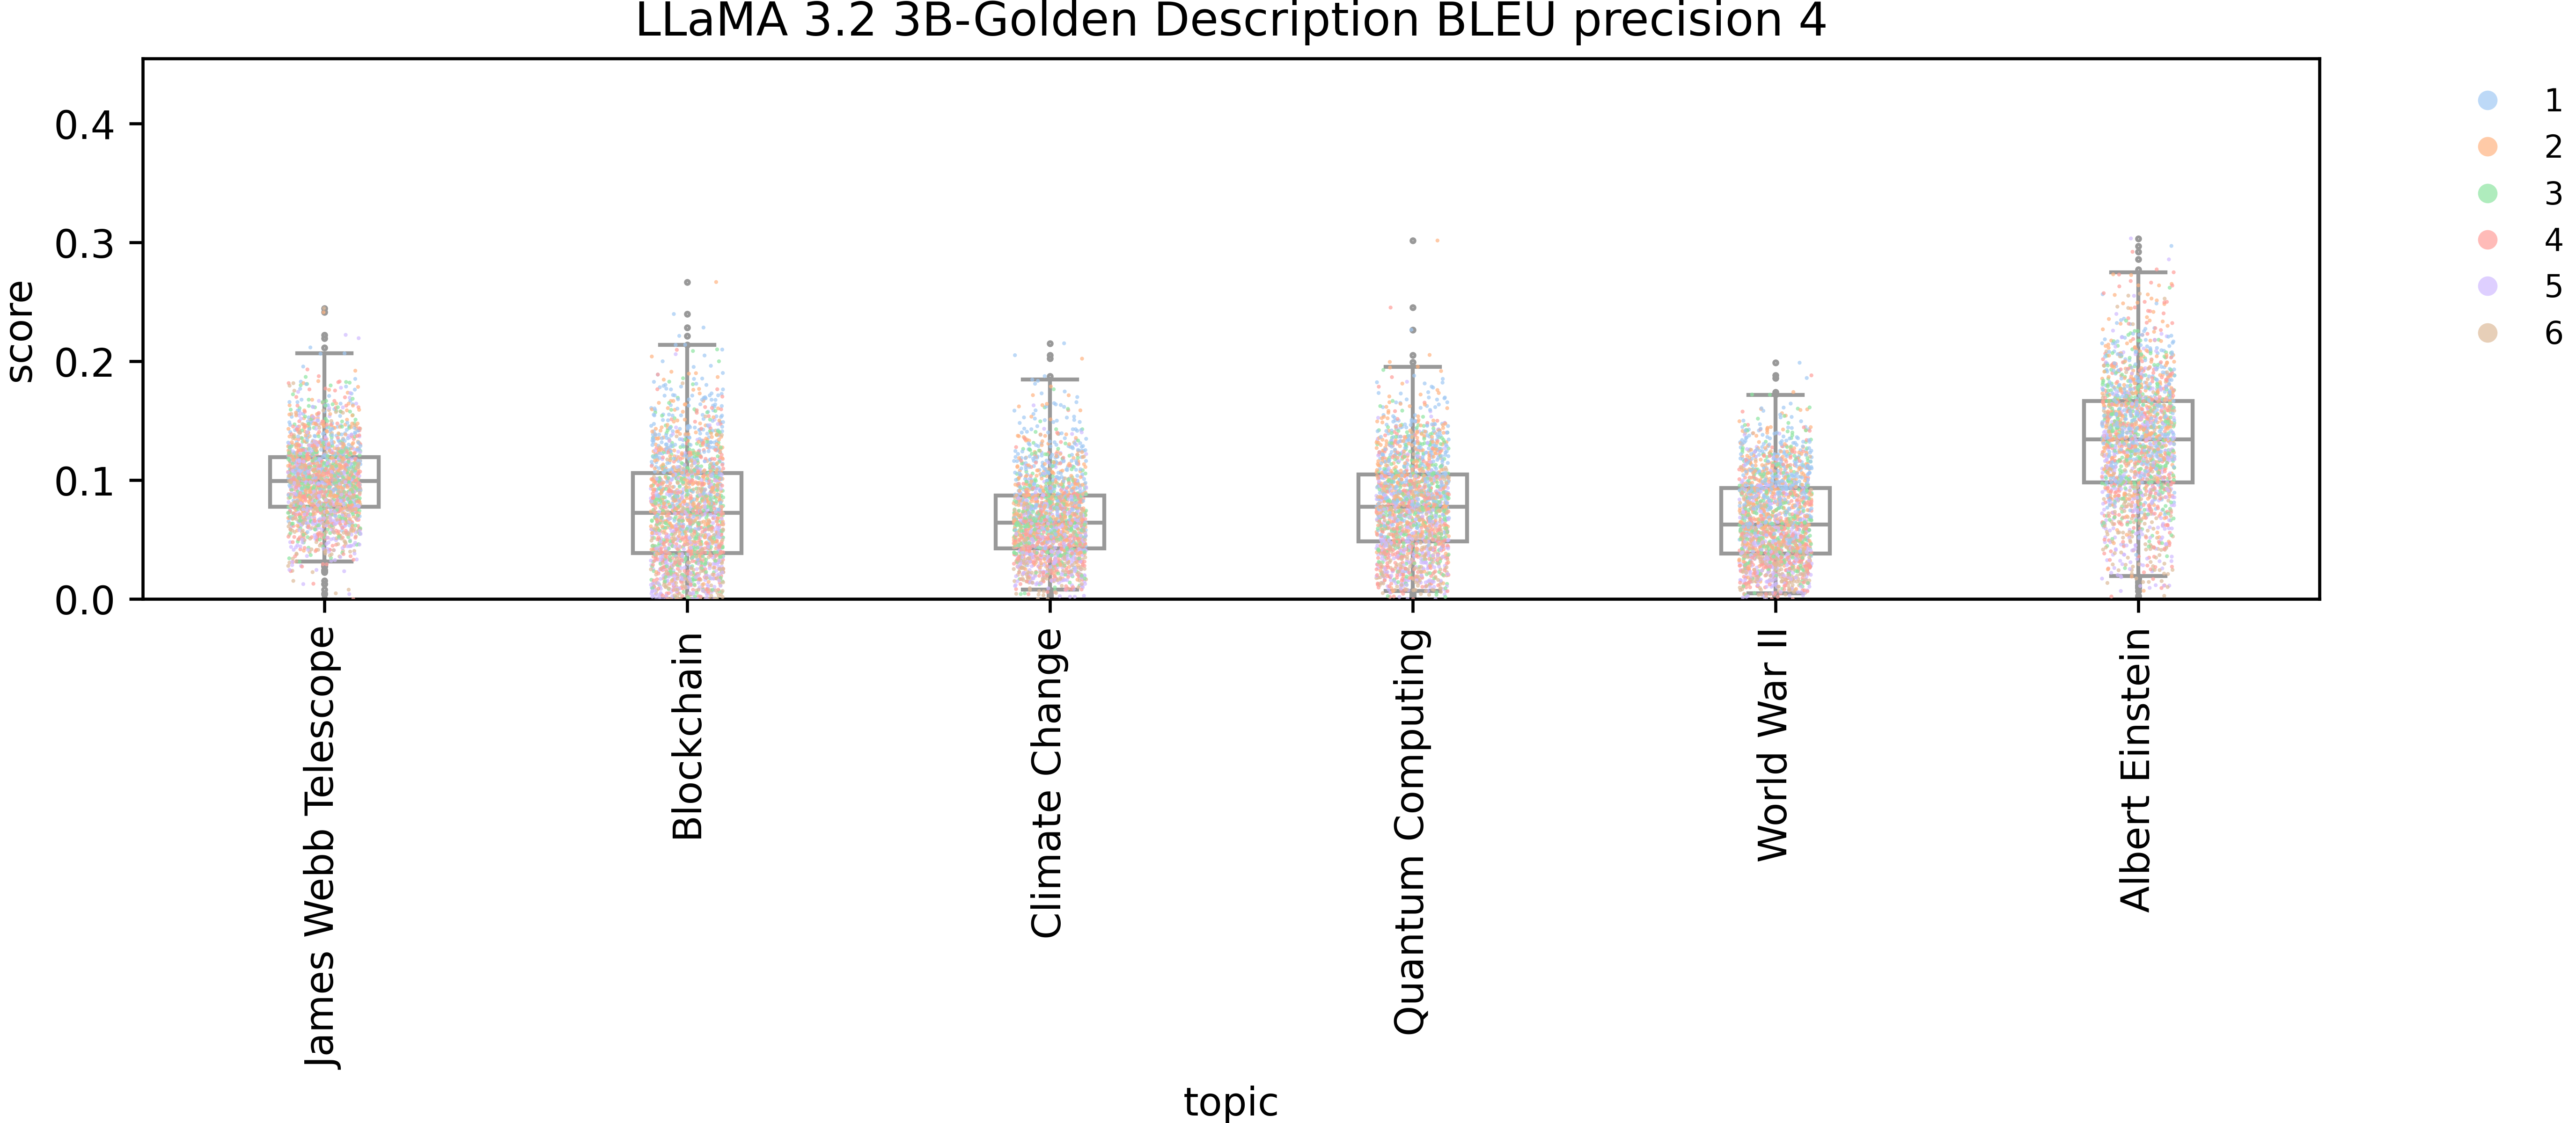 LLaMA 3.2 3B-Golden Description BLEU precision 4
score
0.4
0.3
0.2
0.1
0.0
1
2
3
4
5
6
James Webb Telescope
Blockchain
Climate Change
Quantum Computing
World War II
Albert Einstein
topic